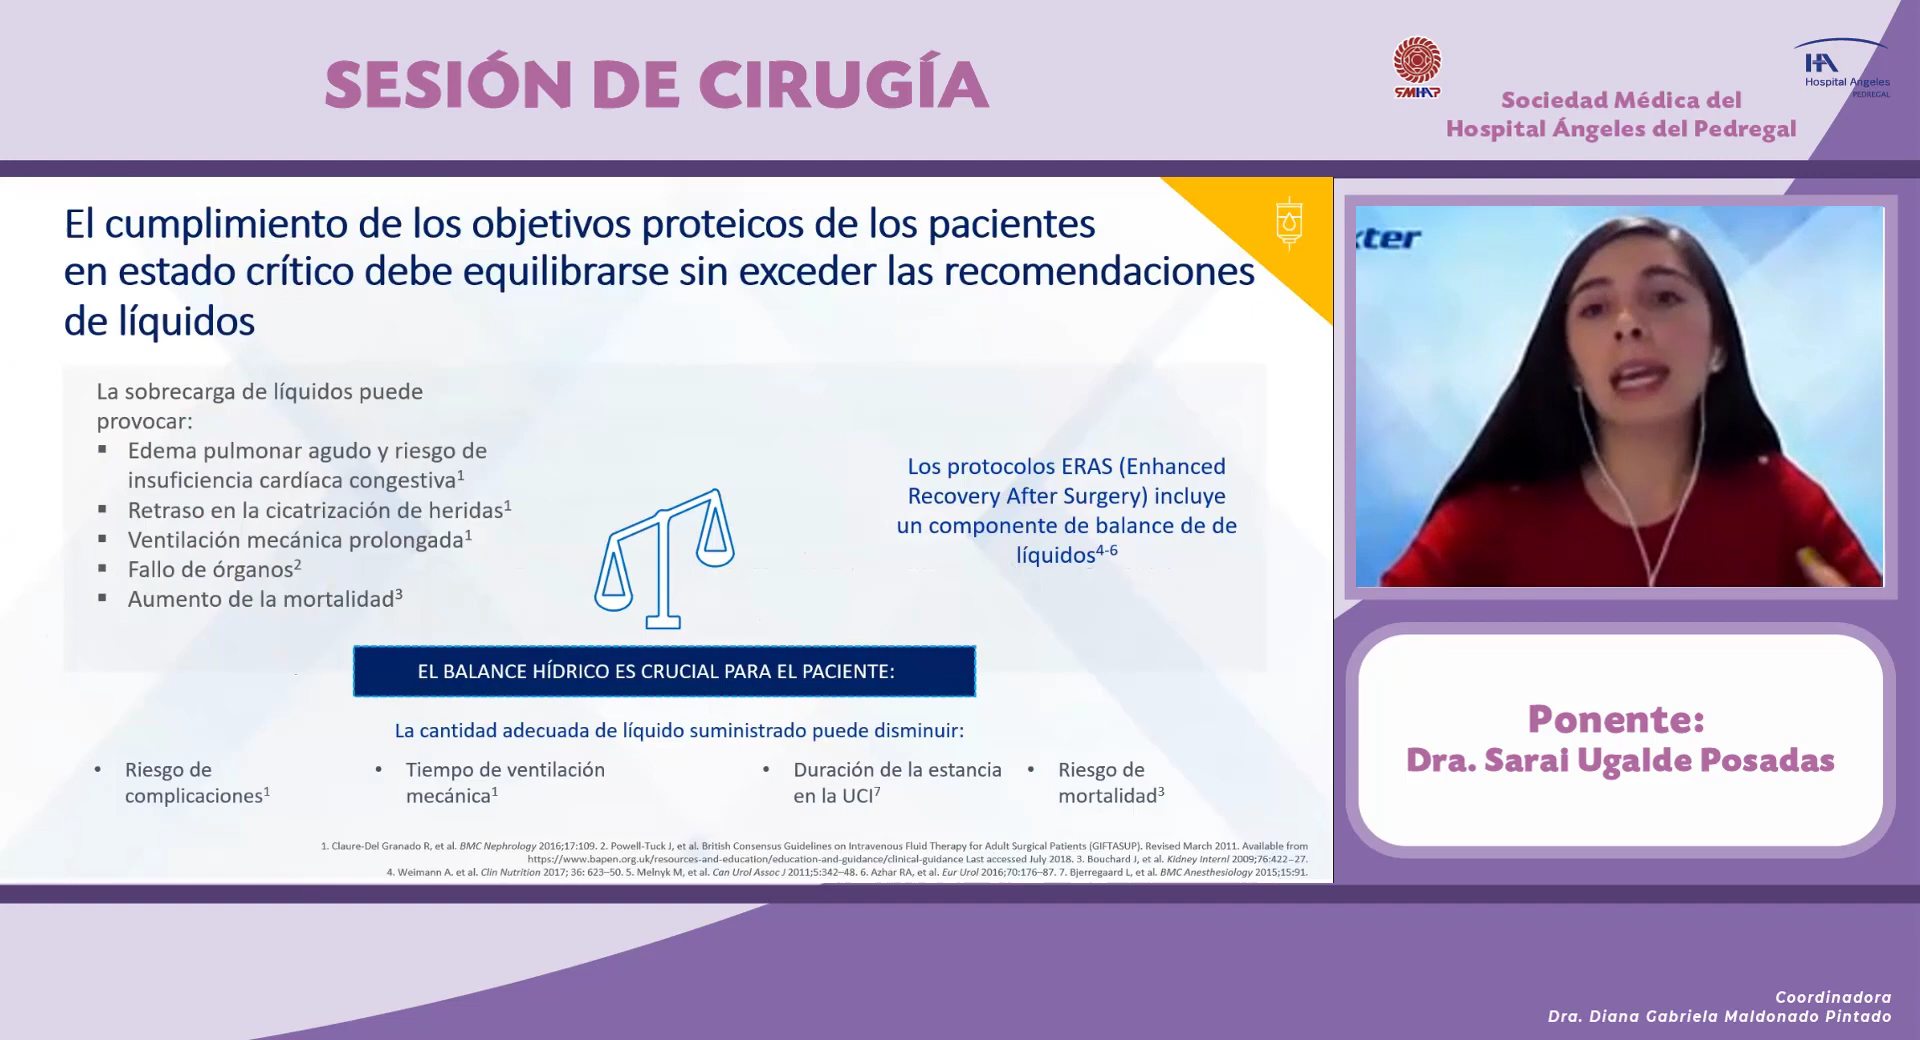 SESIÓN DE CIRUGÍA
SMHAP
Sociedad Médica del
Hospital Ángeles del Pedregal
HA
Hospital Angeles
PEDREGAL
El cumplimiento de los objetivos proteicos de los pacientes
en estado crítico debe equilibrarse sin exceder las recomendaciones
de líquidos
La sobrecarga de líquidos puede
provocar:
▪ Edema pulmonar agudo y riesgo de
insuficiencia cardíaca congestiva1
▪ Retraso en la cicatrización de heridas1
▪ Ventilación mecánica prolongada1
▪ Fallo de órganos2
▪ Aumento de la mortalidad3
Los protocolos ERAS (Enhanced
Recovery After Surgery) incluye
un componente de balance de de
líquidos4-6
EL BALANCE HÍDRICO ES CRUCIAL PARA EL PACIENTE:
La cantidad adecuada de líquido suministrado puede disminuir:
• Riesgo de
complicaciones1
• Tiempo de ventilación
mecánica1
• Duración de la estancia
en la UCI7
• Riesgo de
mortalidad3
1. Claure-Del Granado R, et al. BMC Nephrology 2016;17:109. 2. Powell-Tuck J, et al. British Consensus Guidelines on Intravenous Fluid Therapy for Adult Surgical Patients (GIFTASUP). Revised March 2011. Available from
https://www.bapen.org.uk/resources-and-education/education-and-guidance/clinical-guidance Last accessed July 2018. 3. Bouchard J, et al. Kidney Internl 2009;76:422–27.
4. Weimann A. et al. Clin Nutrition 2017; 36: 623–50. 5. Melnyk M, et al. Can Urol Assoc J 2011;5:342–48. 6. Azhar RA, et al. Eur Urol 2016;70:176–87. 7. Bjerregaard L, et al. BMC Anesthesiology 2015;15:91.
xter
Ponente:
Dra. Sarai Ugalde Posadas
Coordinadora
Dra. Diana Gabriela Maldonado Pintado